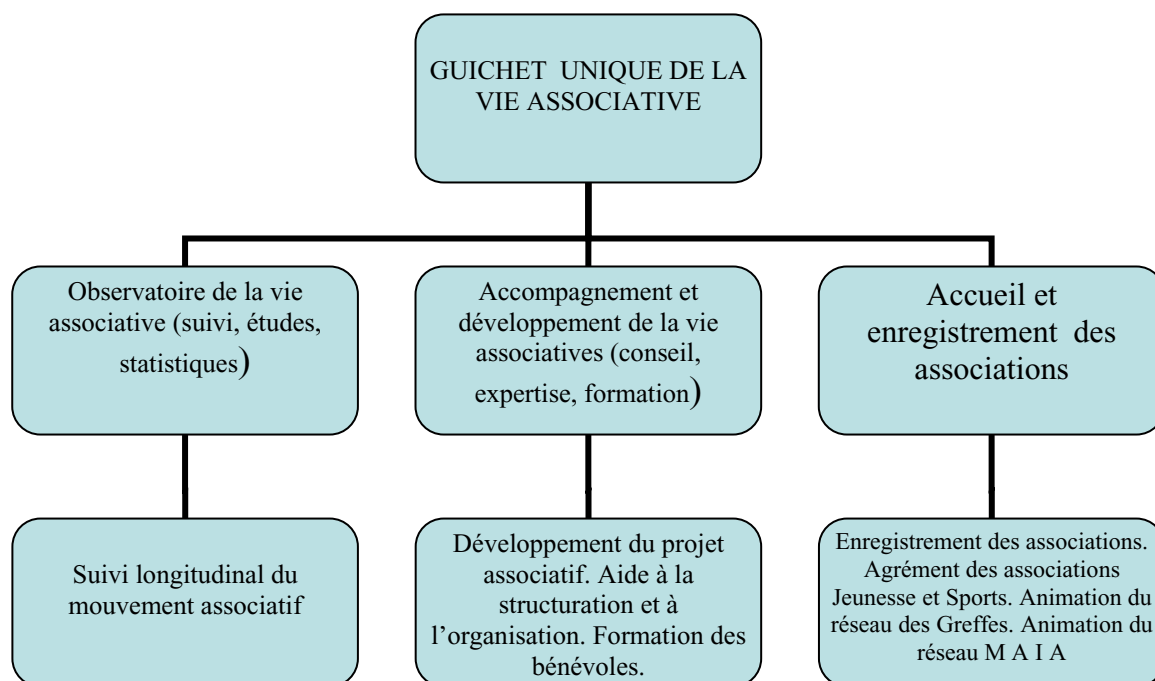 GUICHET UNIQUE DE LA
VIE ASSOCIATIVE
Observatoire de la vie
associative (suivi, études,
statistiques)
Accompagnement et
développement de la vie
associatives (conseil,
expertise, formation)
Accueil et
enregistrement des
associations
Suivi longitudinal du
mouvement associatif
Développement du projet
associatif. Aide à la
structuration et à
l’organisation. Formation des
bénévoles.
Enregistrement des associations.
Agrément des associations
Jeunesse et Sports. Animation du
réseau des Greffes. Animation du
réseau M A I A